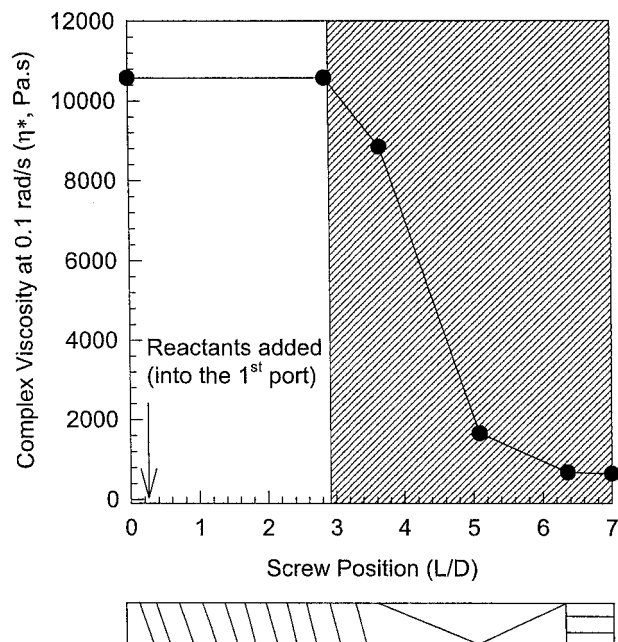 12000
10000
8000
6000
4000
2000
0
Complex Viscosity at 0.1 rad/s (η*, Pa.s)
Reactants added
(into the 1st port)
0 1 2 3 4 5 6 7
Screw Position (L/D)